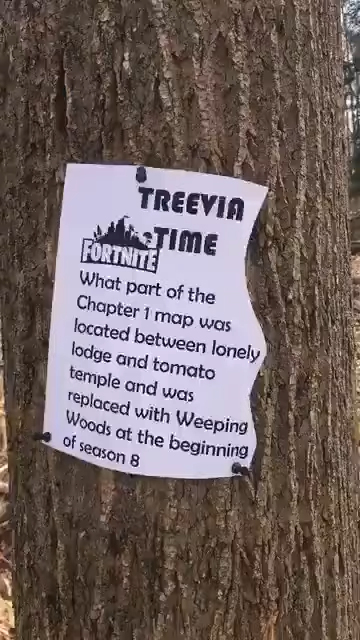 TREEVIA
TIME
FORTNITE
What part of the
Chapter 1 map was
located between lonely
lodge and tomato
temple and was
replaced with Weeping
Woods at the beginning
of season 8